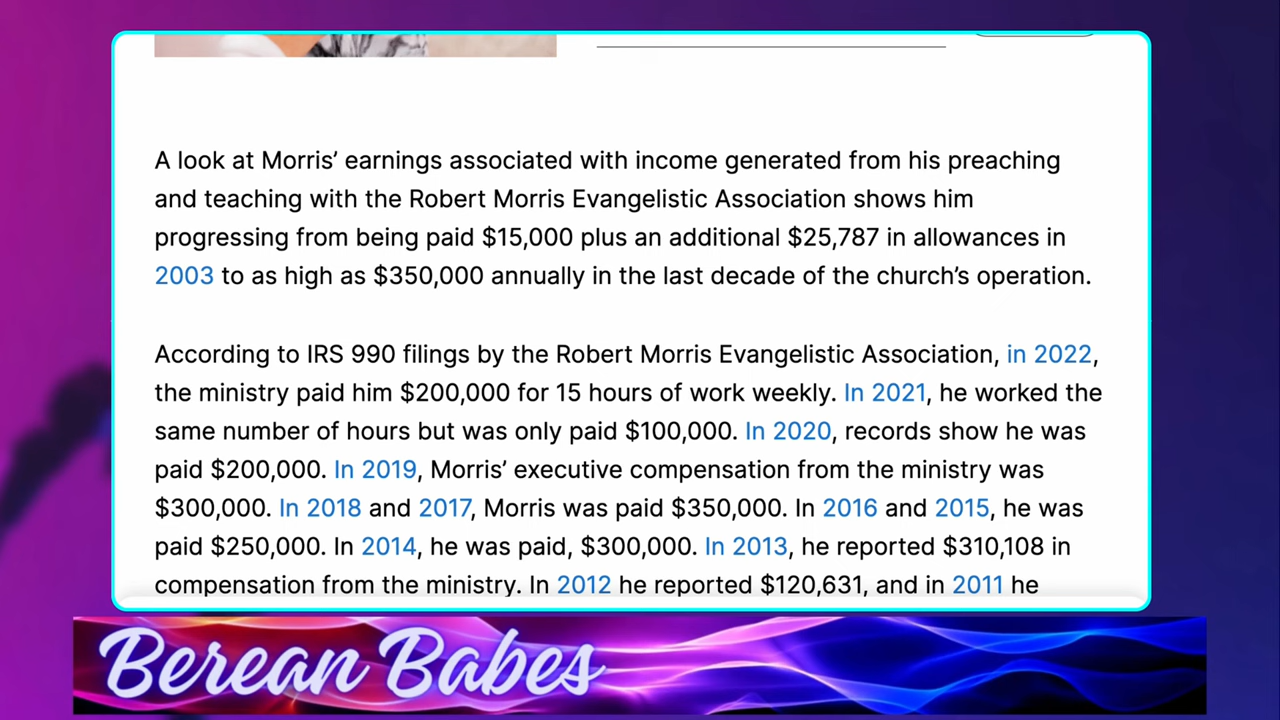 A look at Morris’ earnings associated with income generated from his preaching
and teaching with the Robert Morris Evangelistic Association shows him
progressing from being paid $15,000 plus an additional $25,787 in allowances in
2003 to as high as $350,000 annually in the last decade of the church’s operation.
According to IRS 990 filings by the Robert Morris Evangelistic Association, in 2022,
the ministry paid him $200,000 for 15 hours of work weekly. In 2021, he worked the
same number of hours but was only paid $100,000. In 2020, records show he was
paid $200,000. In 2019, Morris’ executive compensation from the ministry was
$300,000. In 2018 and 2017, Morris was paid $350,000. In 2016 and 2015, he was
paid $250,000. In 2014, he was paid, $300,000. In 2013, he reported $310,108 in
compensation from the ministry. In 2012 he reported $120,631, and in 2011 he
Berean Babes